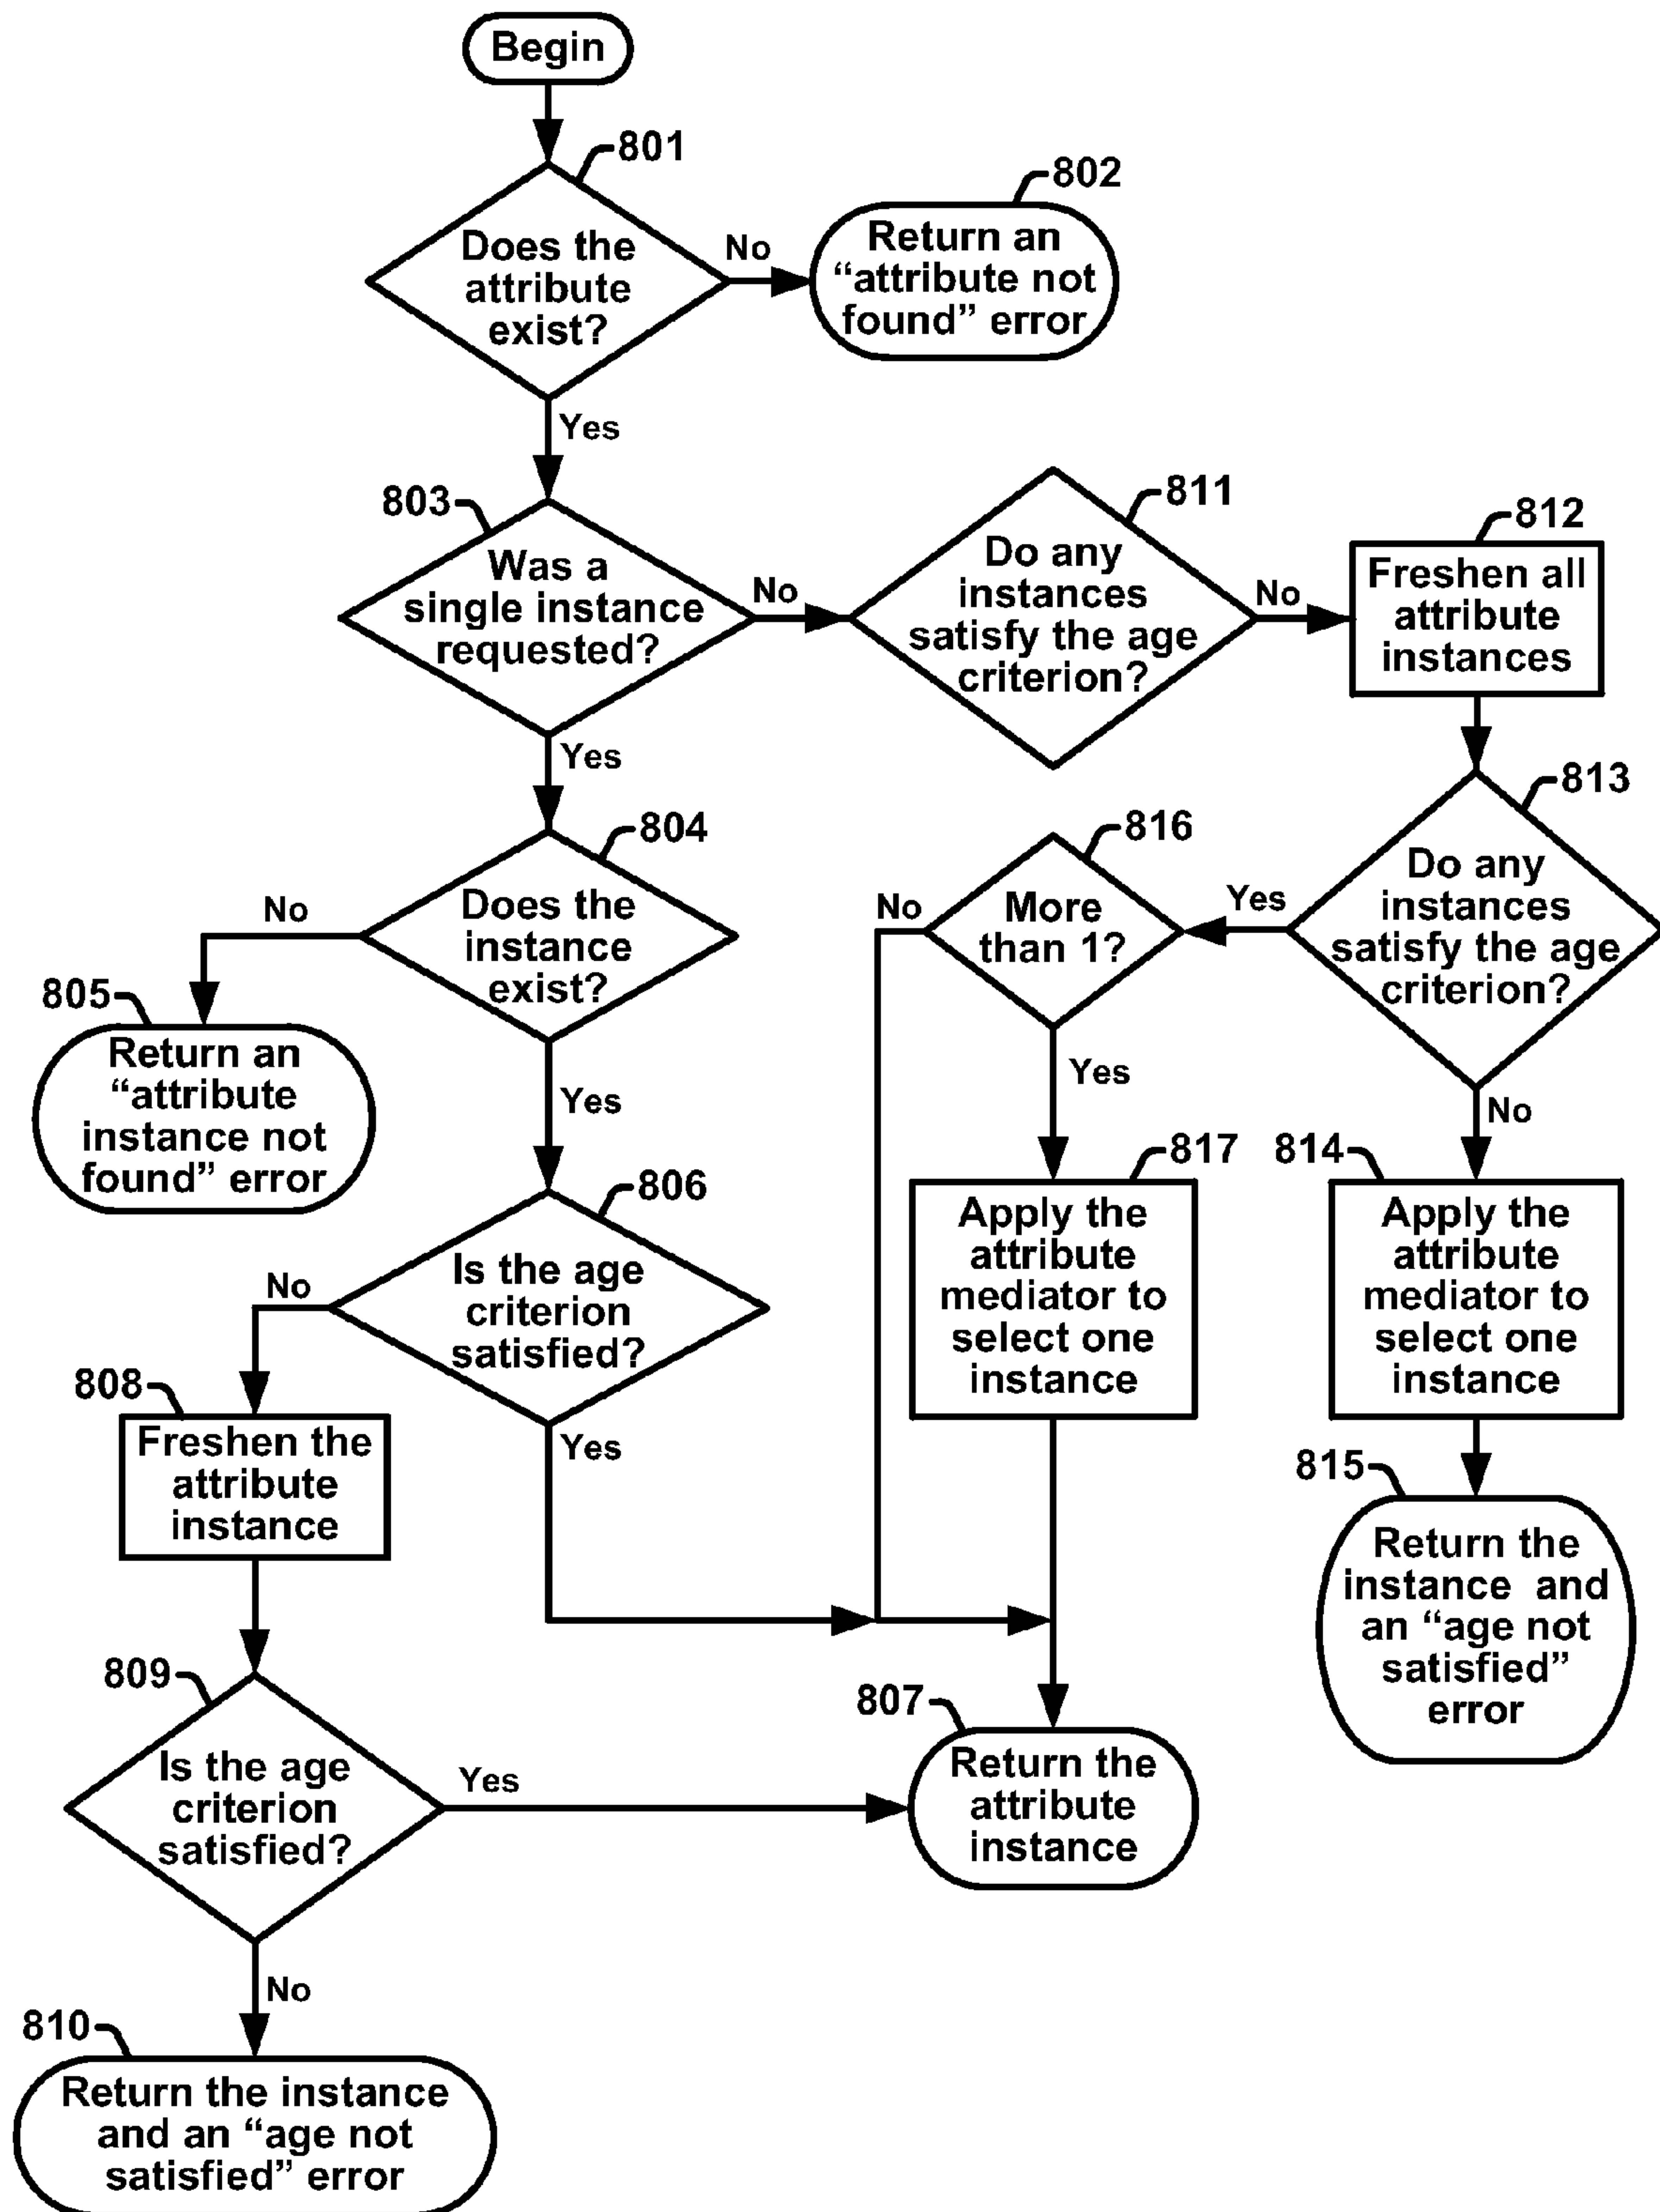 Begin
801
Does the
attribute
exist?
No
802
Return an
“attribute not
found” error
Yes
803
Was a
single instance
requested?
No
811
Do any
instances
satisfy the age
criterion?
No
812
Freshen all
attribute
instances
Yes
804
Does the
instance
exist?
No
805
Return an
“attribute
instance not
found” error
Yes
816
More
than 1?
No
Yes
813
Do any
instances
satisfy the age
criterion?
Yes
No
806
Is the age
criterion
satisfied?
No
Yes
817
Apply the
attribute
mediator to
select one
instance
814
Apply the
attribute
mediator to
select one
instance
808
Freshen the
attribute
instance
815
Return the
instance and
an “age not
satisfied”
error
809
Is the age
criterion
satisfied?
Yes
807
Return the
attribute
instance
No
810
Return the instance
and an “age not
satisfied” error